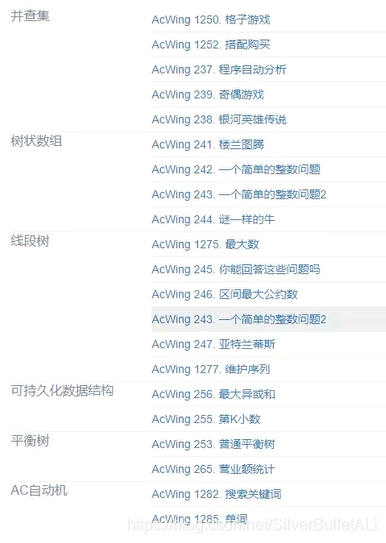 并查集
AcWing 1250. 格子游戏
AcWing 1252. 搭配购买
AcWing 237. 程序自动分析
AcWing 239. 奇偶游戏
AcWing 238. 银河英雄传说
树状数组
AcWing 241. 楼兰图腾
AcWing 242. 一个简单的整数问题
AcWing 243. 一个简单的整数问题2
AcWing 244. 谜一样的牛
线段树
AcWing 1275. 最大数
AcWing 245. 你能回答这些问题吗
AcWing 246. 区间最大公约数
AcWing 243. 一个简单的整数问题2
AcWing 247. 亚特兰蒂斯
AcWing 1277. 维护序列
可持久化数据结构
AcWing 256. 最大异或和
AcWing 255. 第K小数
平衡树
AcWing 253. 普通平衡树
AcWing 265. 营业额统计
AC自动机
AcWing 1282. 搜索关键词
AcWing 1285. 单词
https://blog.csdn.net/SilverBulletALi